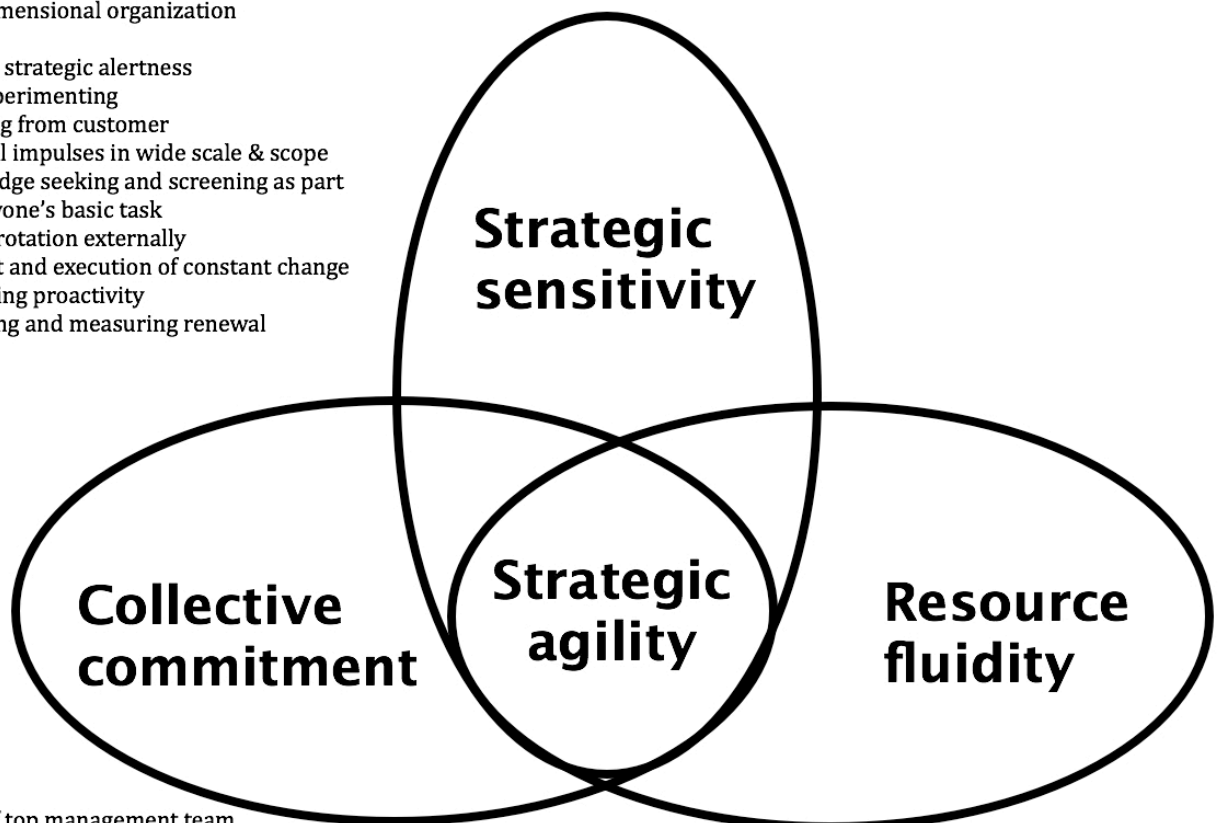 mensional organization
strategic alertness
perimenting
g from customer
l impulses in wide scale & scope
dge seeking and screening as part
yone's basic task
rotation externally
t and execution of constant change
ing proactivity
ng and measuring renewal
Strategic
sensitivity
Collective
commitment
Strategic
agility
Resource
fluidity
top management team